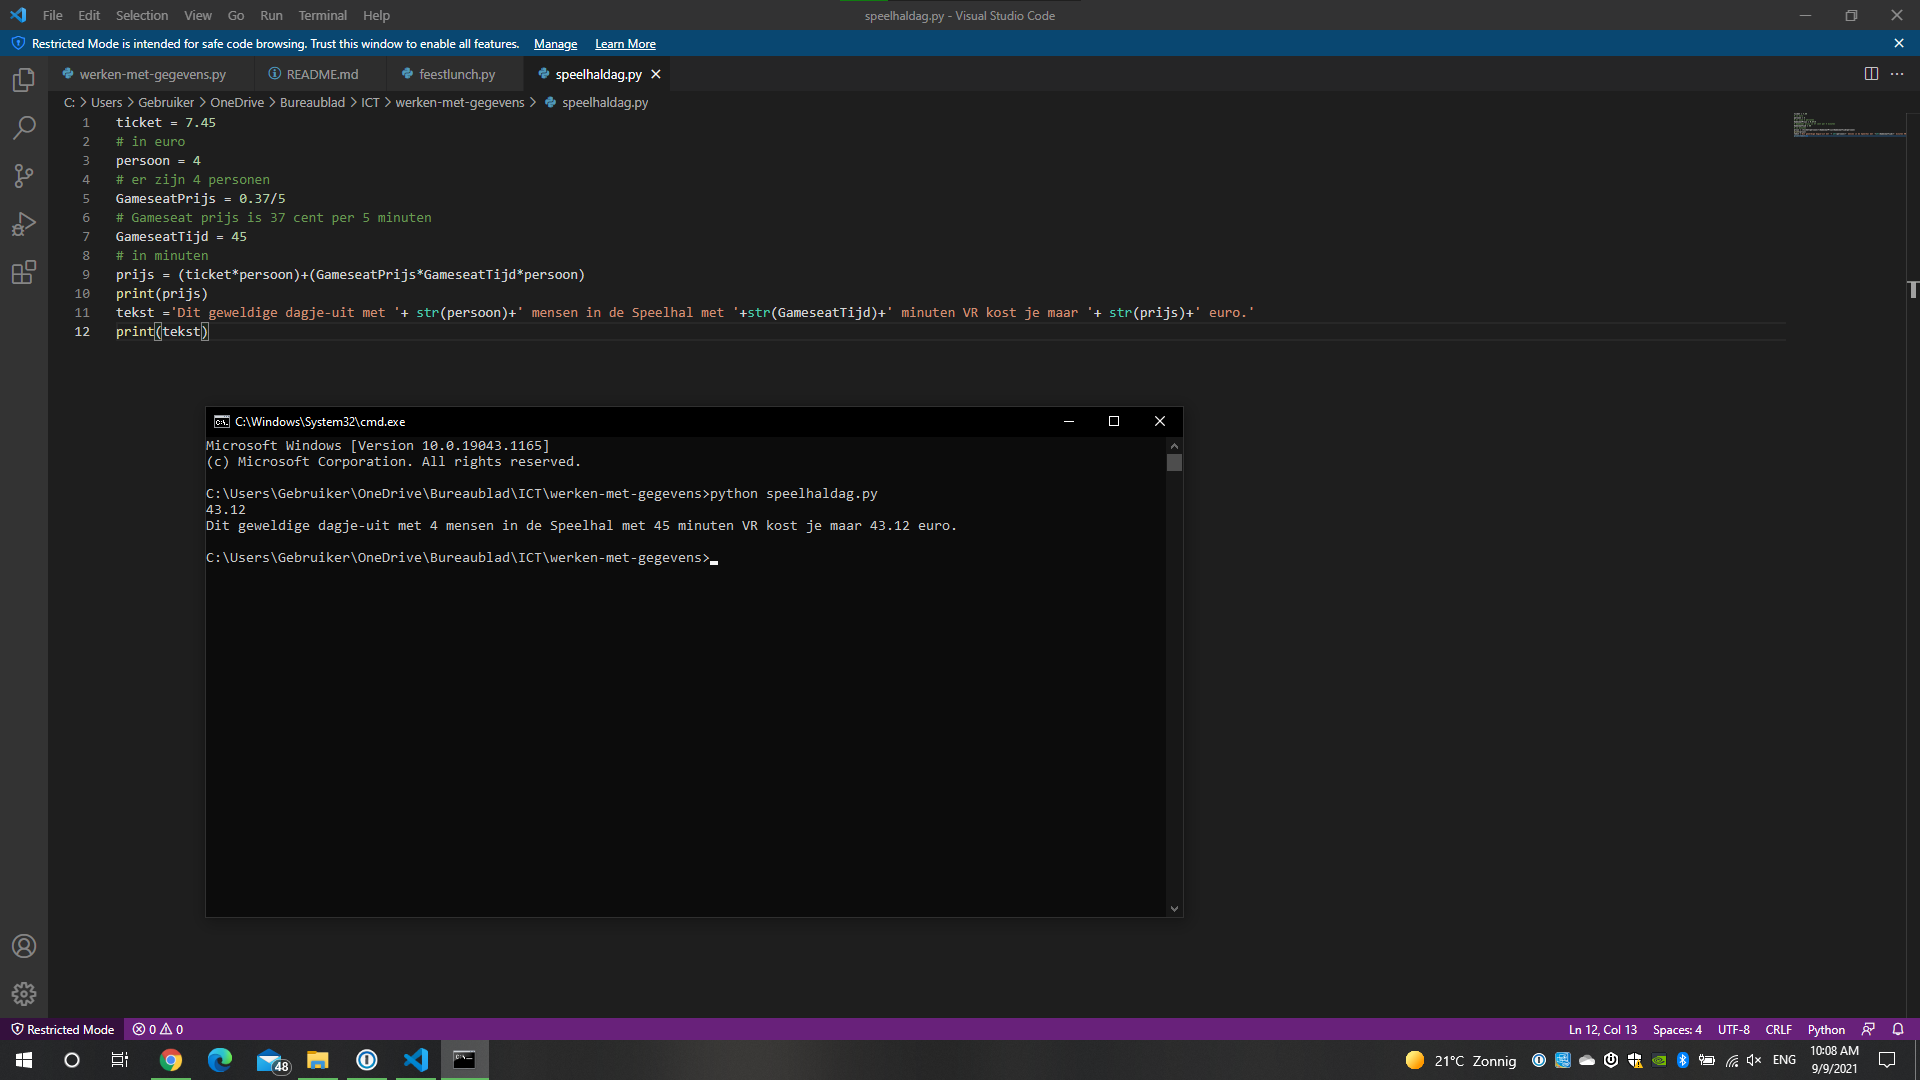 File Edit Selection View Go Run Terminal Help
speelhaldag.py - Visual Studio Code
Restricted Mode is intended for safe code browsing. Trust this window to enable all features. Manage Learn More
werken-met-gegevens.py README.md feestlunch.py speelhaldag.py
C: > Users > Gebruiker > OneDrive > Bureaublad > ICT > werken-met-gegevens > speelhaldag.py
1 ticket = 7.45
2 # in euro
3 persoon = 4
4 # er zijn 4 personen
5 GameseatPrijs = 0.37/5
6 # Gameseat prijs is 37 cent per 5 minuten
7 GameseatTijd = 45
8 # in minuten
9 prijs = (ticket*persoon)+(GameseatPrijs*GameseatTijd*persoon)
10 print(prijs)
11 tekst ='Dit geweldige dagje-uit met '+ str(persoon)+' mensen in de Speelhal met '+str(GameseatTijd)+' minuten VR kost je maar '+ str(prijs)+' euro.'
12 print(tekst)
C:\Windows\System32\cmd.exe
Microsoft Windows [Version 10.0.19043.1165]
(c) Microsoft Corporation. All rights reserved.
C:\Users\Gebruiker\OneDrive\Bureaublad\ICT\werken-met-gegevens>python speelhaldag.py
43.12
Dit geweldige dagje-uit met 4 mensen in de Speelhal met 45 minuten VR kost je maar 43.12 euro.
C:\Users\Gebruiker\OneDrive\Bureaublad\ICT\werken-met-gegevens>
Restricted Mode 0 0
Ln 12, Col 13 Spaces: 4 UTF-8 CRLF Python
48
21°C Zonnig
ENG
10:08 AM
9/9/2021